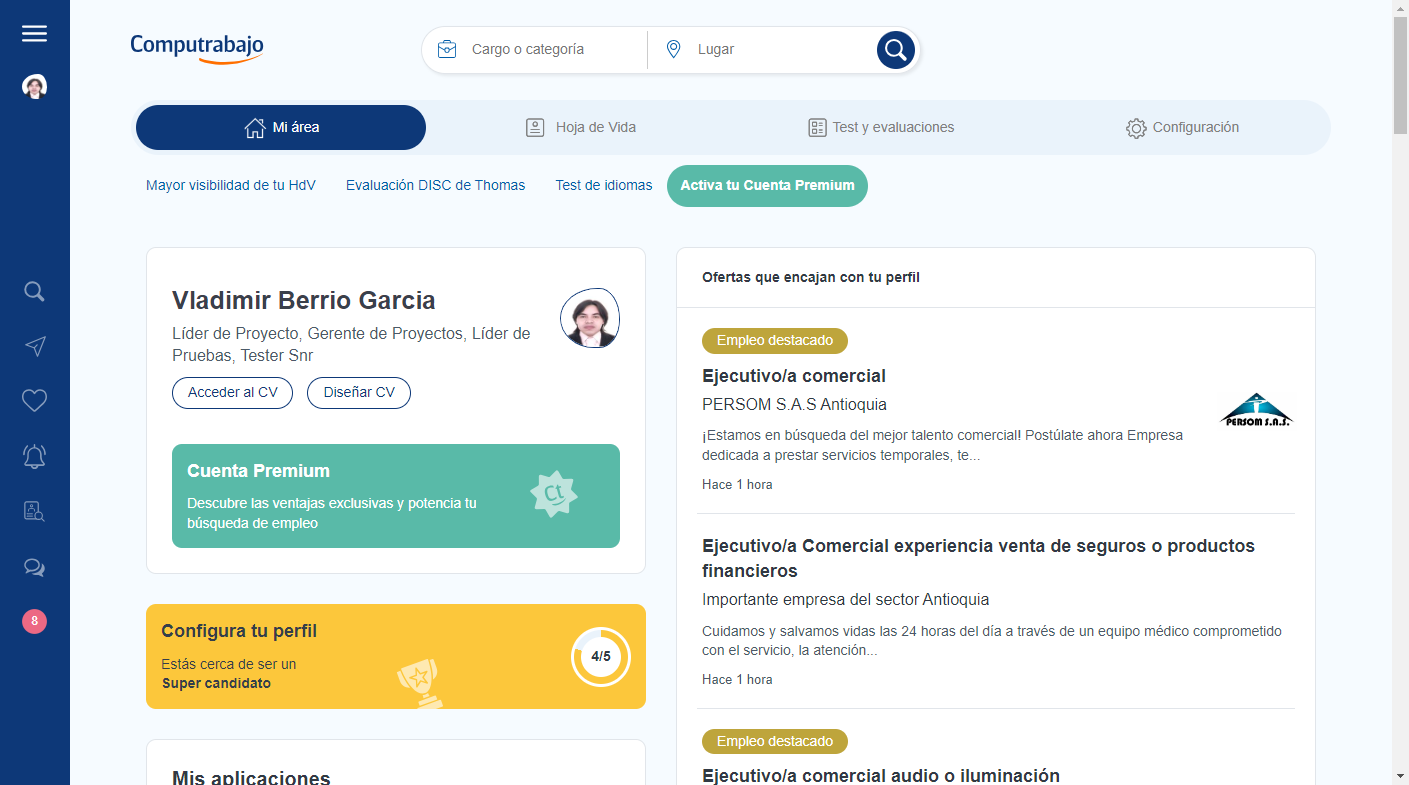 Computrabajo
Cargo o categoría
Lugar
Mi área
Hoja de Vida
Test y evaluaciones
Configuración
Mayor visibilidad de tu HdV
Evaluación DISC de Thomas
Test de idiomas
Activa tu Cuenta Premium
Vladimir Berrio Garcia
Líder de Proyecto, Gerente de Proyectos, Líder de
Pruebas, Tester Snr
Acceder al CV
Diseñar CV
Cuenta Premium
Descubre las ventajas exclusivas y potencia tu
búsqueda de empleo
Ct
Configura tu perfil
Estás cerca de ser un
Super candidato
4/5
Mis aplicaciones
8
Ofertas que encajan con tu perfil
Empleo destacado
Ejecutivo/a comercial
PERSOM S.A.S Antioquia
¡Estamos en búsqueda del mejor talento comercial! Postúlate ahora Empresa
dedicada a prestar servicios temporales, te...
Hace 1 hora
PERSOM S.A.S.
Ejecutivo/a Comercial experiencia venta de seguros o productos
financieros
Importante empresa del sector Antioquia
Cuidamos y salvamos vidas las 24 horas del día a través de un equipo médico comprometido
con el servicio, la atención...
Hace 1 hora
Empleo destacado
Ejecutivo/a comercial audio o iluminación